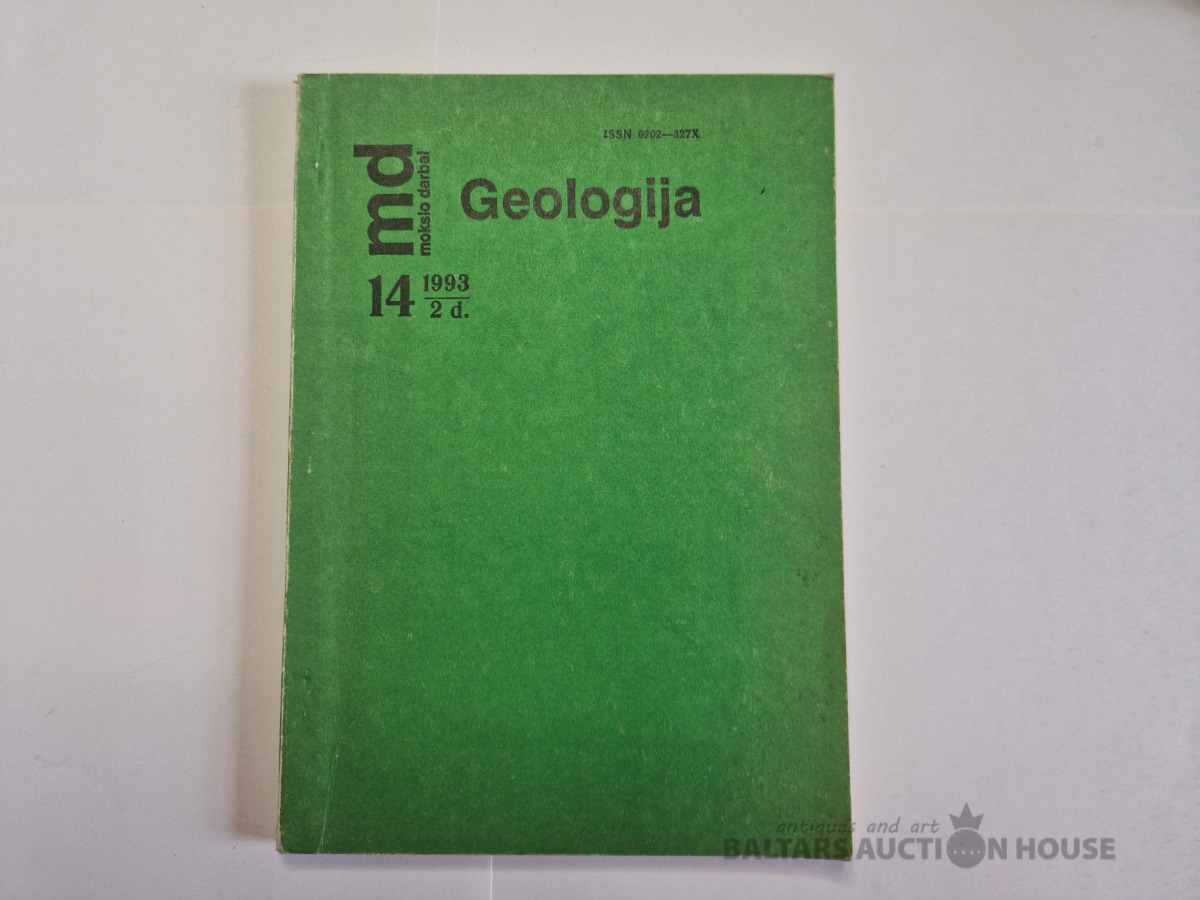 ISSN 0202—327X
md
mokslo darbai
Geologija
14 1993
2 d.
antiques and art
BALTARS AUCTION HOUSE